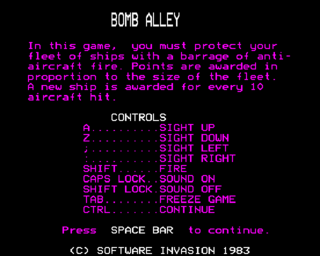 BOMB ALLEY
In this game, you must protect your
fleet of ships with a barrage of anti-
aircraft fire. Points are awarded in
proportion to the size of the fleet.
A new ship is awarded for every 10
aircraft hit.
CONTROLS
A..........SIGHT UP
Z..........SIGHT DOWN
;..........SIGHT LEFT
:..........SIGHT RIGHT
SHIFT......FIRE
CAPS LOCK..SOUND ON
SHIFT LOCK.SOUND OFF
TAB........FREEZE GAME
CTRL.......CONTINUE
Press SPACE BAR to continue.
(C) SOFTWARE INVASION 1983